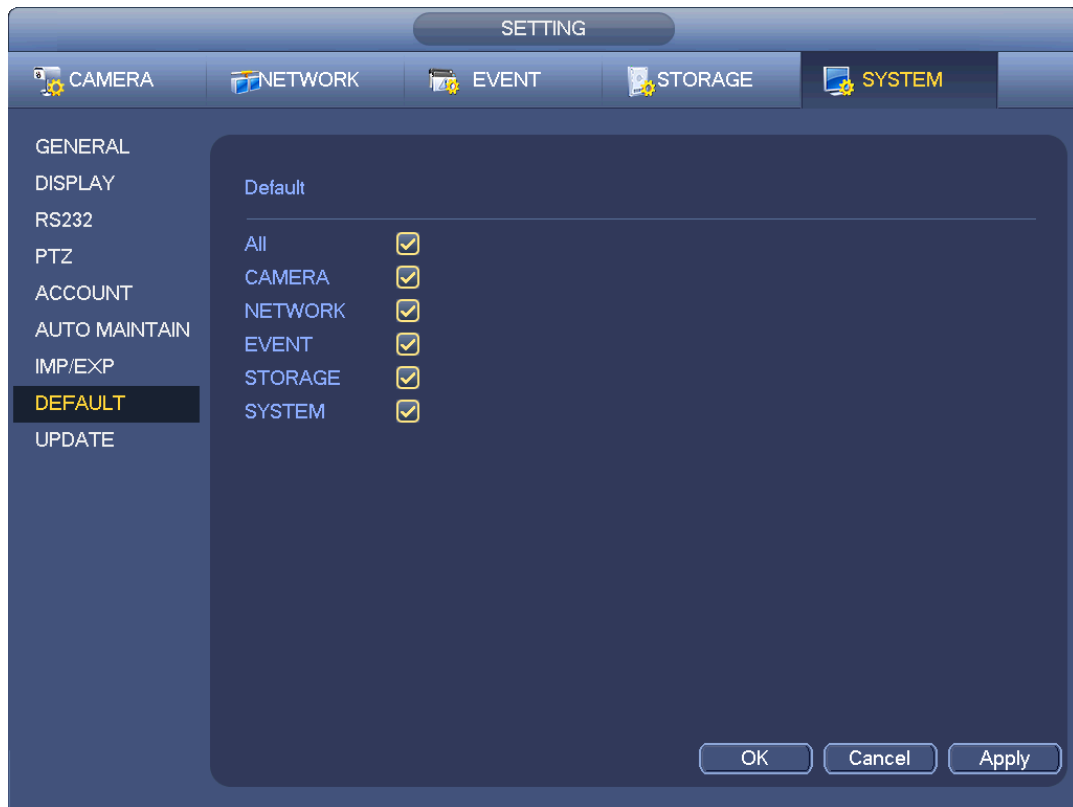 SETTING
CAMERA NETWORK EVENT STORAGE SYSTEM
GENERAL
DISPLAY
RS232
PTZ
ACCOUNT
AUTO MAINTAIN
IMP/EXP
DEFAULT
UPDATE
Default
All
CAMERA
NETWORK
EVENT
STORAGE
SYSTEM
OK Cancel Apply